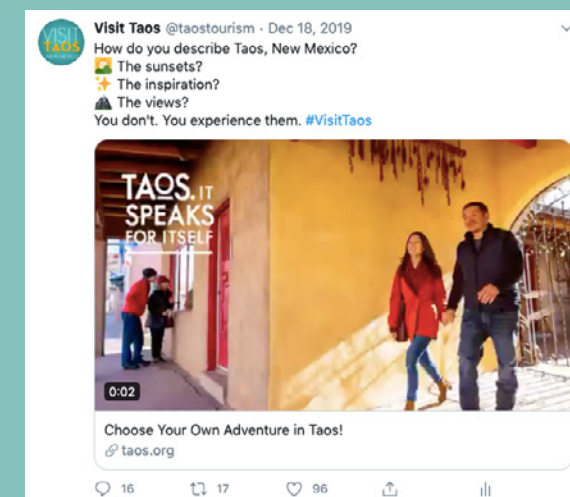 VISIT
TAOS
NEW MEXICO
Visit Taos @taostourism · Dec 18, 2019
How do you describe Taos, New Mexico?
🌄 The sunsets?
✨ The inspiration?
🏔 The views?
You don't. You experience them. #VisitTaos
TAOS. IT
SPEAKS
FOR ITSELF
0:02
Choose Your Own Adventure in Taos!
taos.org
16 17 96